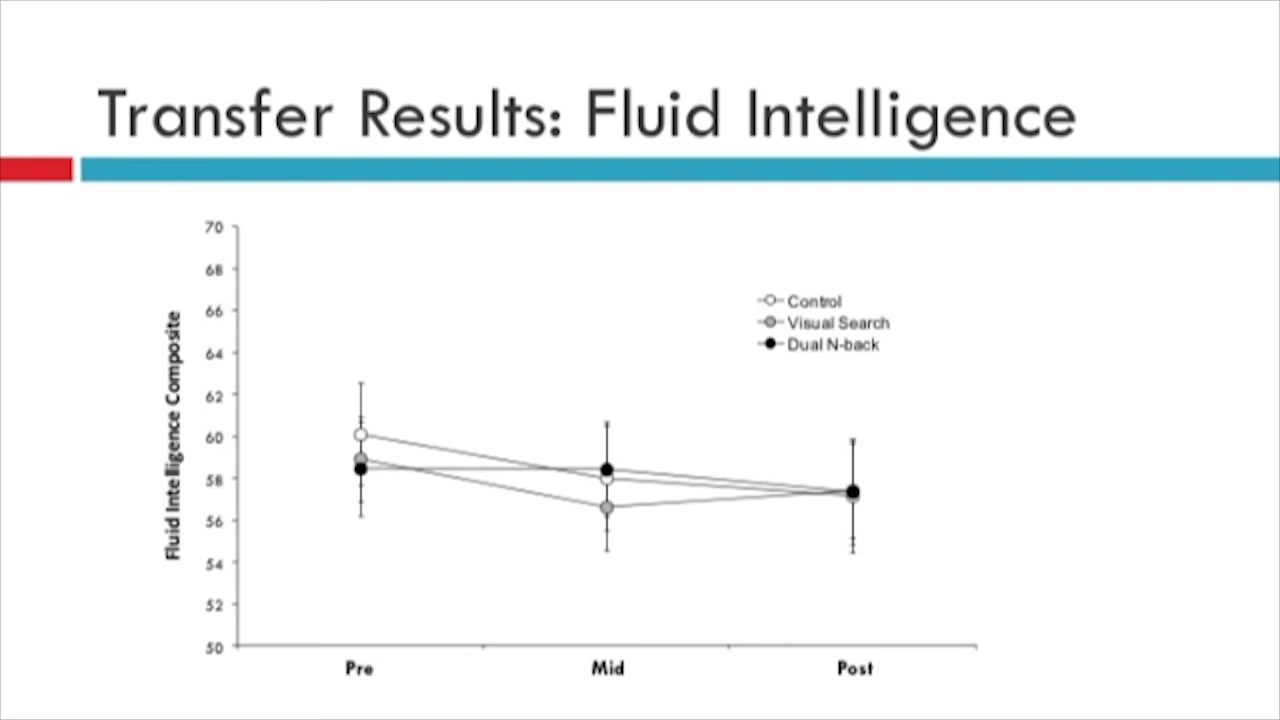 Transfer Results: Fluid Intelligence
70
68
66
64
62
60
58
56
54
52
50
Fluid Intelligence Composite
Control
Visual Search
Dual N-back
Pre Mid Post